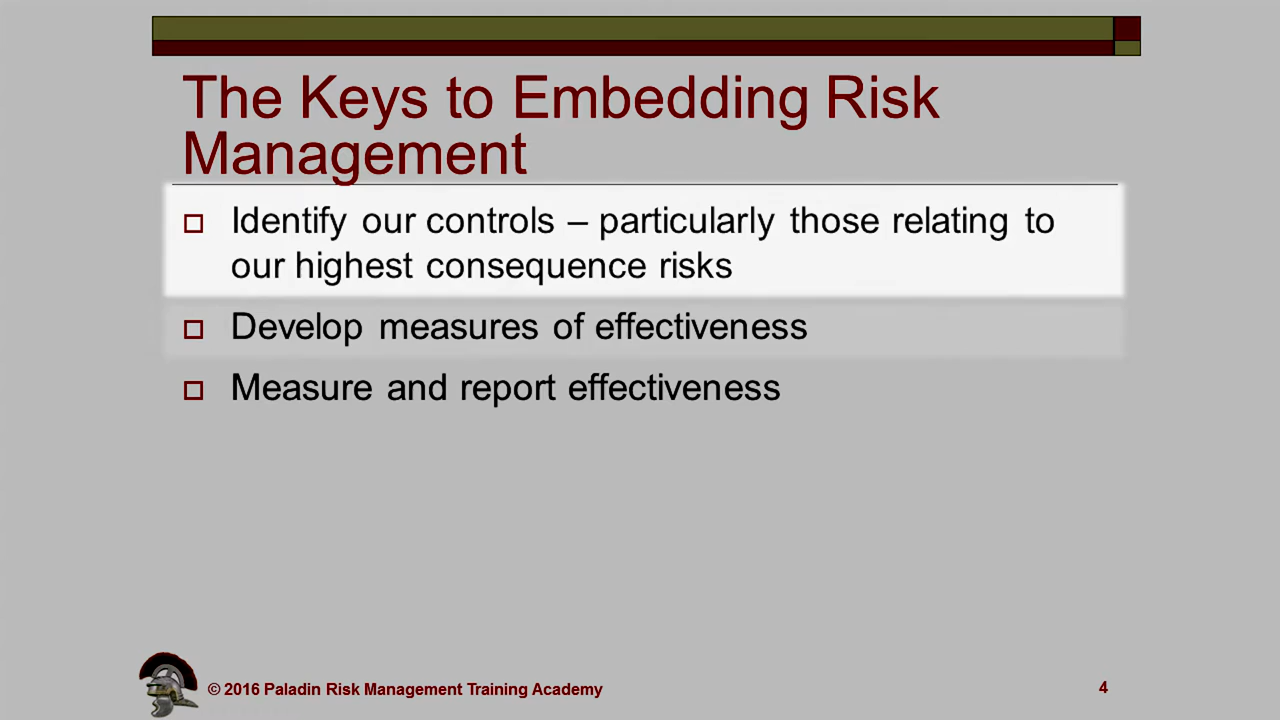 The Keys to Embedding Risk
Management
Identify our controls – particularly those relating to
our highest consequence risks
Develop measures of effectiveness
Measure and report effectiveness
© 2016 Paladin Risk Management Training Academy
4